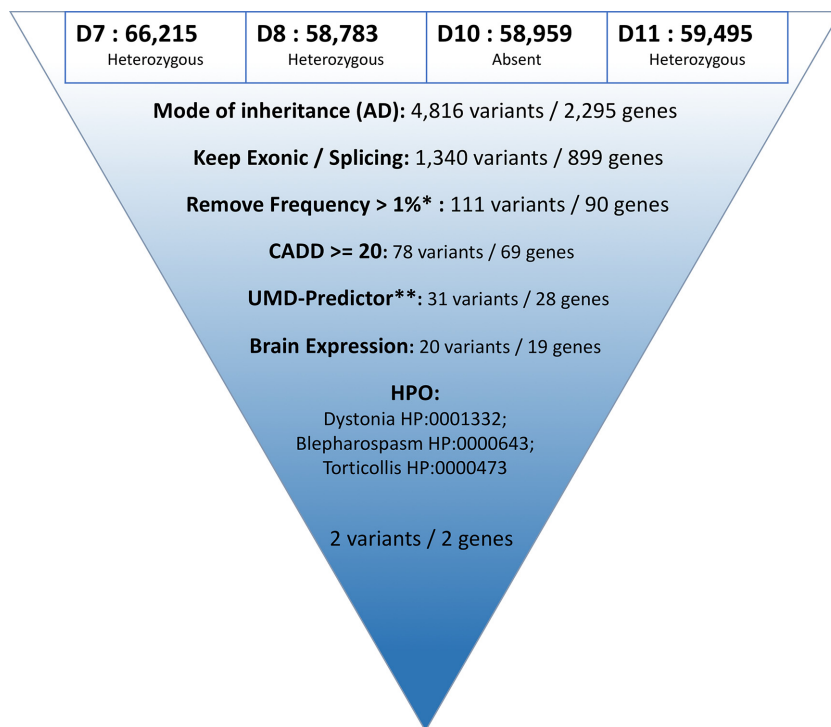 D7 : 66,215 D8 : 58,783 D10 : 58,959 D11 : 59,495
Heterozygous Heterozygous Absent Heterozygous
Mode of inheritance (AD): 4,816 variants / 2,295 genes
Keep Exonic / Splicing: 1,340 variants / 899 genes
Remove Frequency > 1%* : 111 variants / 90 genes
CADD >= 20: 78 variants / 69 genes
UMD-Predictor**: 31 variants / 28 genes
Brain Expression: 20 variants / 19 genes
HPO:
Dystonia HP:0001332;
Blepharospasm HP:0000643;
Torticollis HP:0000473
2 variants / 2 genes